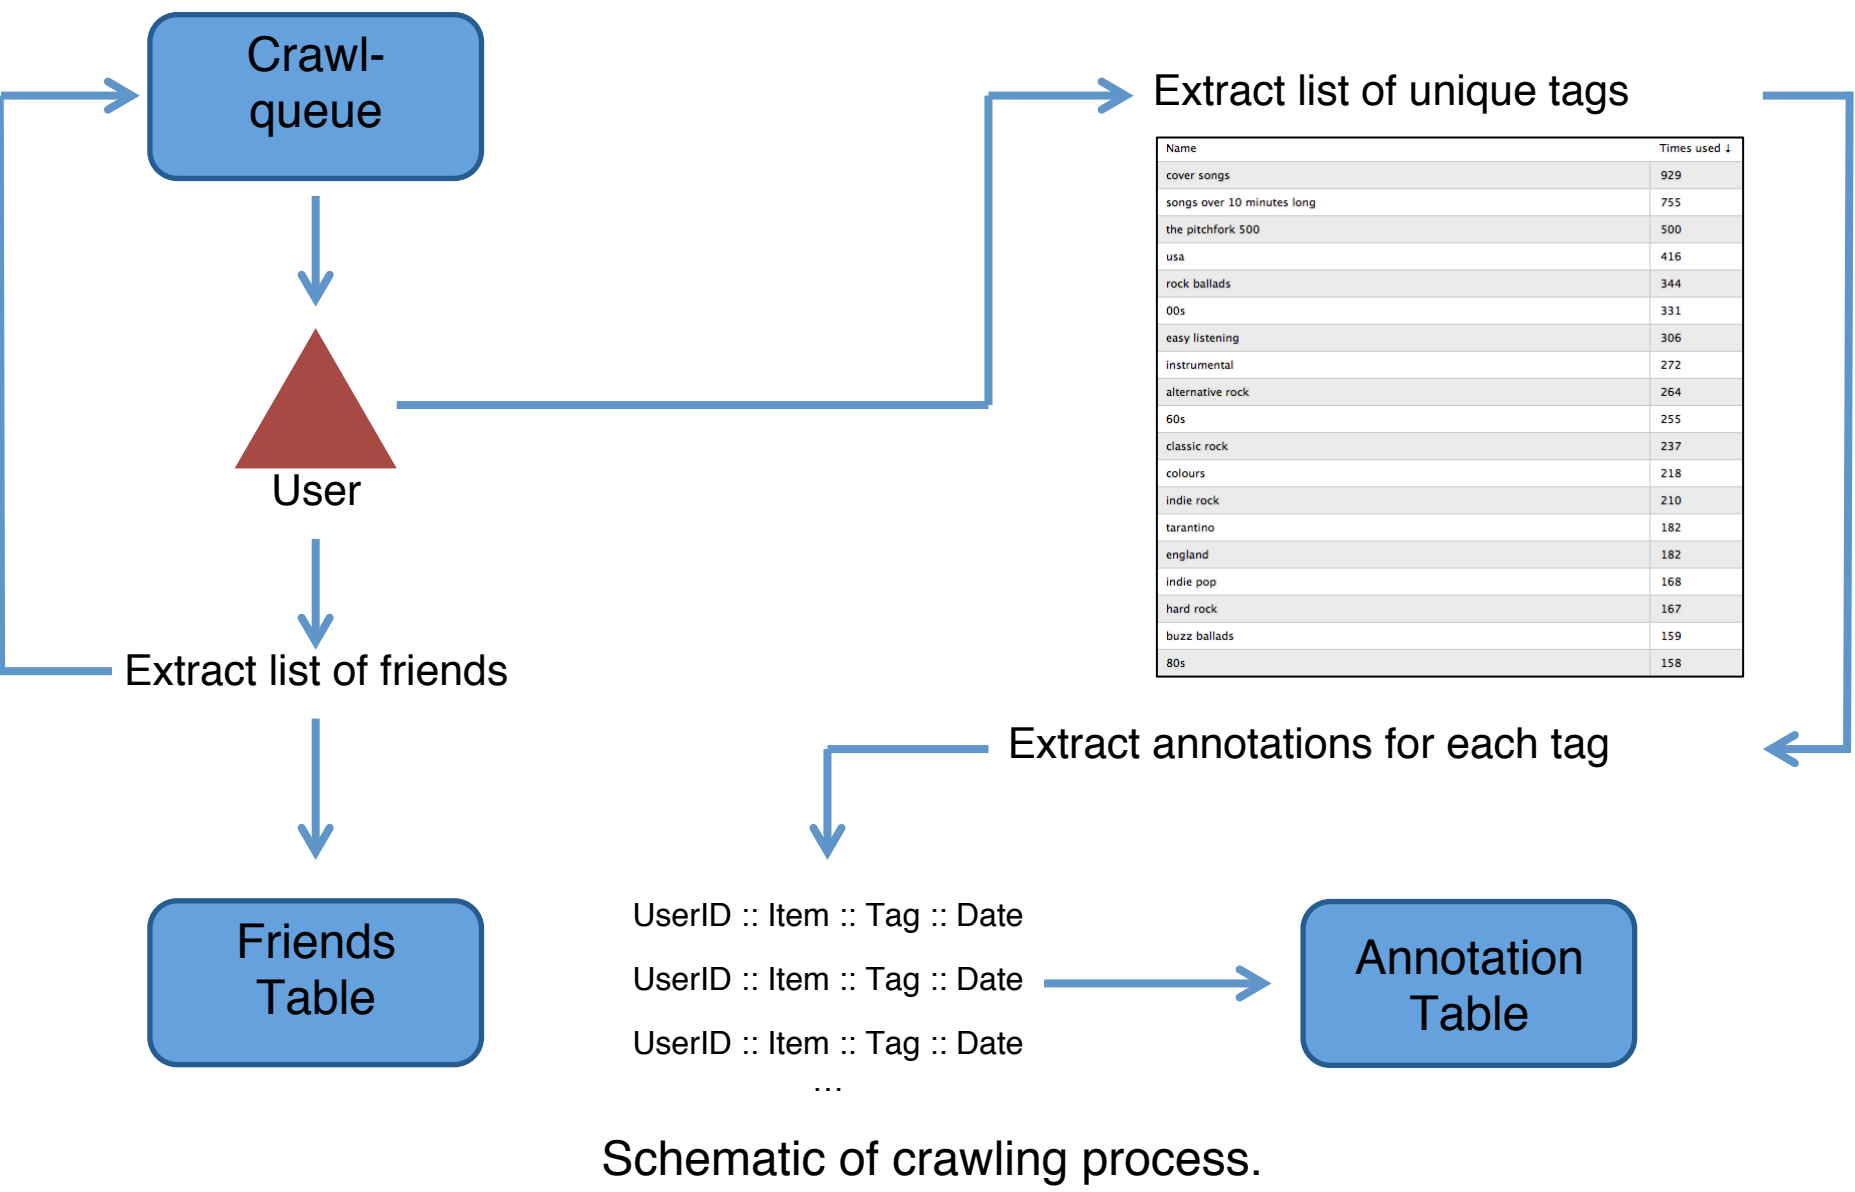 Crawl-
queue
User
Extract list of friends
Friends
Table
Extract list of unique tags
Name Times used ↓
cover songs 929
songs over 10 minutes long 755
the pitchfork 500 500
usa 416
rock ballads 344
00s 331
easy listening 306
instrumental 272
alternative rock 264
60s 255
classic rock 237
colours 218
indie rock 210
tarantino 182
england 182
indie pop 168
hard rock 167
buzz ballads 159
80s 158
Extract annotations for each tag
UserID :: Item :: Tag :: Date
UserID :: Item :: Tag :: Date
UserID :: Item :: Tag :: Date
...
Annotation
Table
Schematic of crawling process.